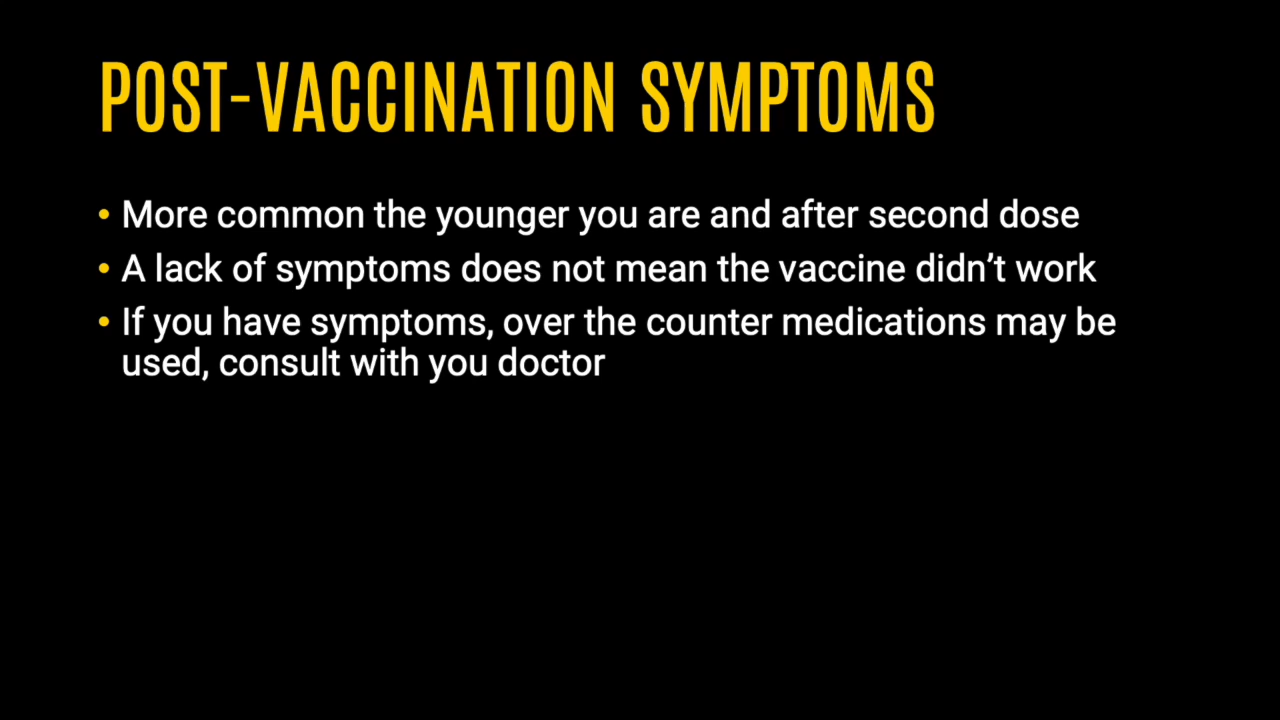 POST-VACCINATION SYMPTOMS
• More common the younger you are and after second dose
• A lack of symptoms does not mean the vaccine didn’t work
• If you have symptoms, over the counter medications may be
used, consult with you doctor